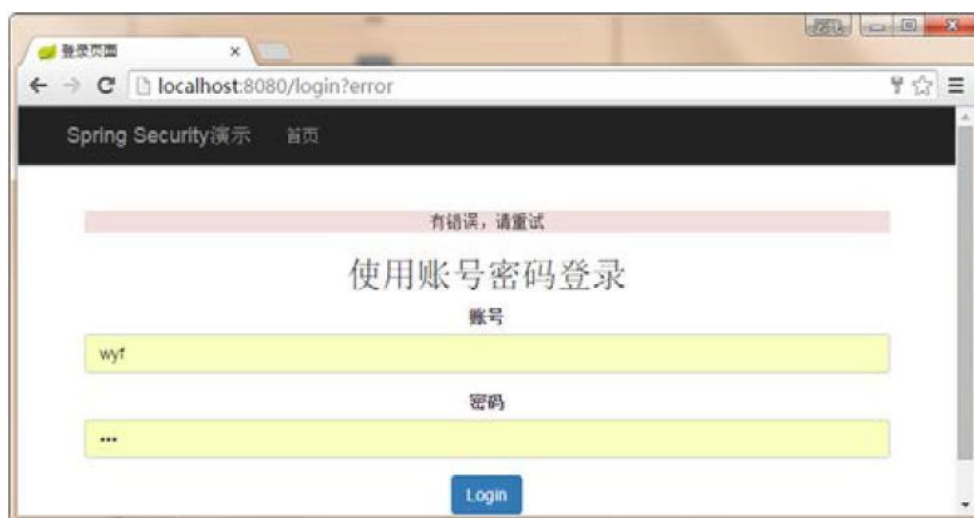 登录页面
localhost:8080/login?error
Spring Security演示 首页
有错误，请重试
使用账号密码登录
账号
wyf
密码
•••
Login